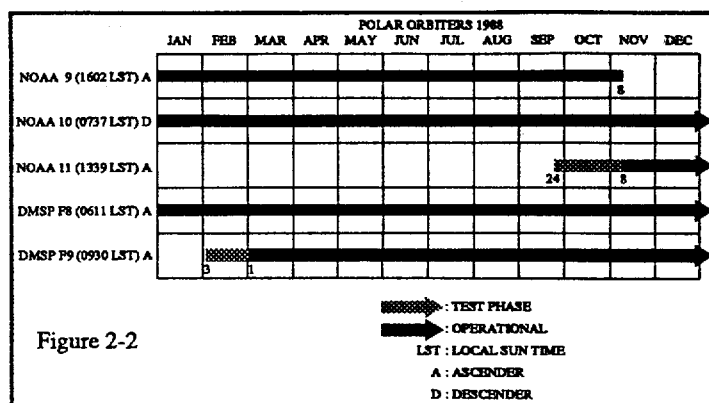 POLAR ORBITERS 1988
JAN FEB MAR APR MAY JUN JUL AUG SEP OCT NOV DEC
NOAA 9 (1602 LST) A
8
NOAA 10 (0737 LST) D
NOAA 11 (1339 LST) A
24 8
DMSP F8 (0611 LST) A
DMSP F9 (0930 LST) A
3 1
: TEST PHASE
: OPERATIONAL
LST : LOCAL SUN TIME
A : ASCENDER
D : DESCENDER
Figure 2-2